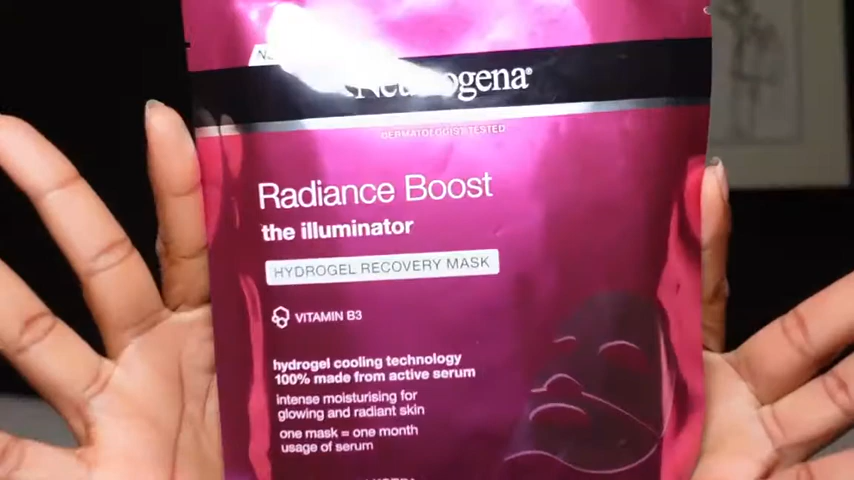 Neutrogena®
DERMATOLOGIST TESTED
Radiance Boost
the illuminator
HYDROGEL RECOVERY MASK
VITAMIN B3
hydrogel cooling technology
100% made from active serum
intense moisturising for
glowing and radiant skin
one mask = one month
usage of serum